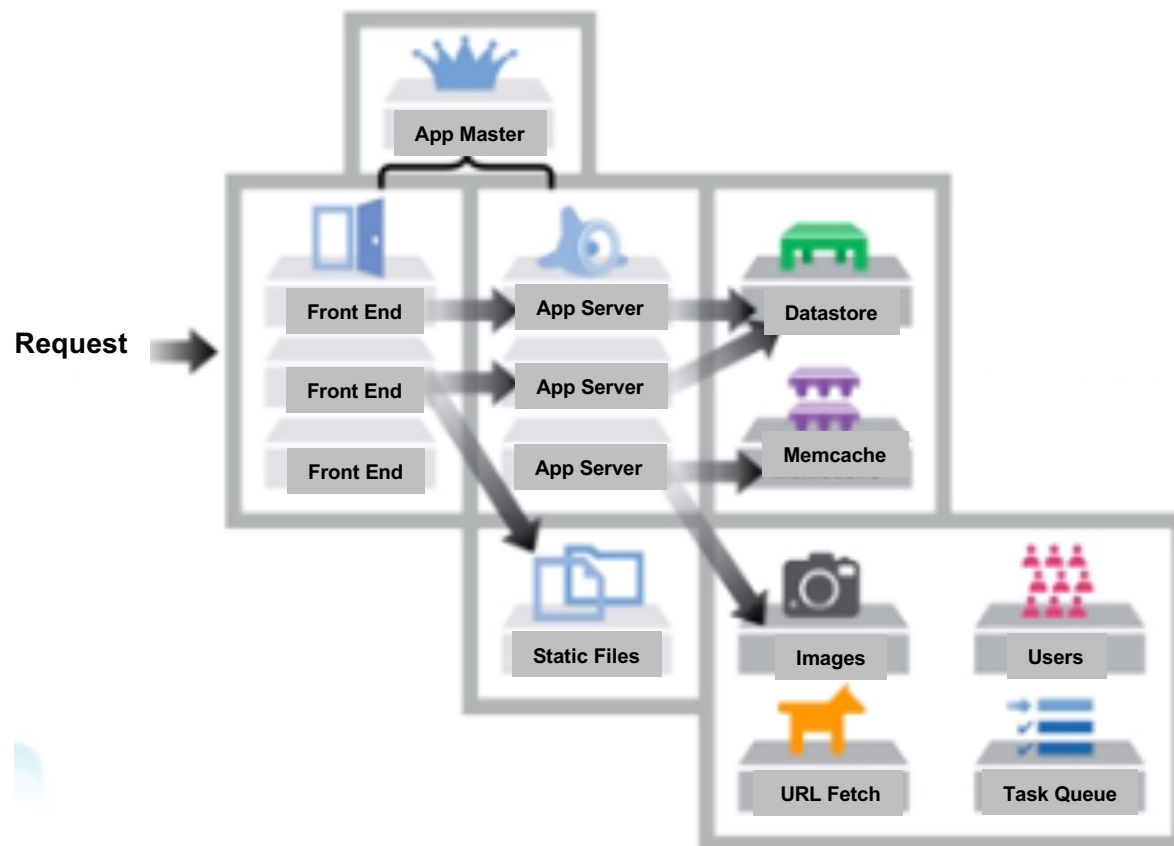 App Master
Front End
App Server
Datastore
Request
Front End
App Server
Front End
App Server
Memcache
Static Files
Images
Users
URL Fetch
Task Queue